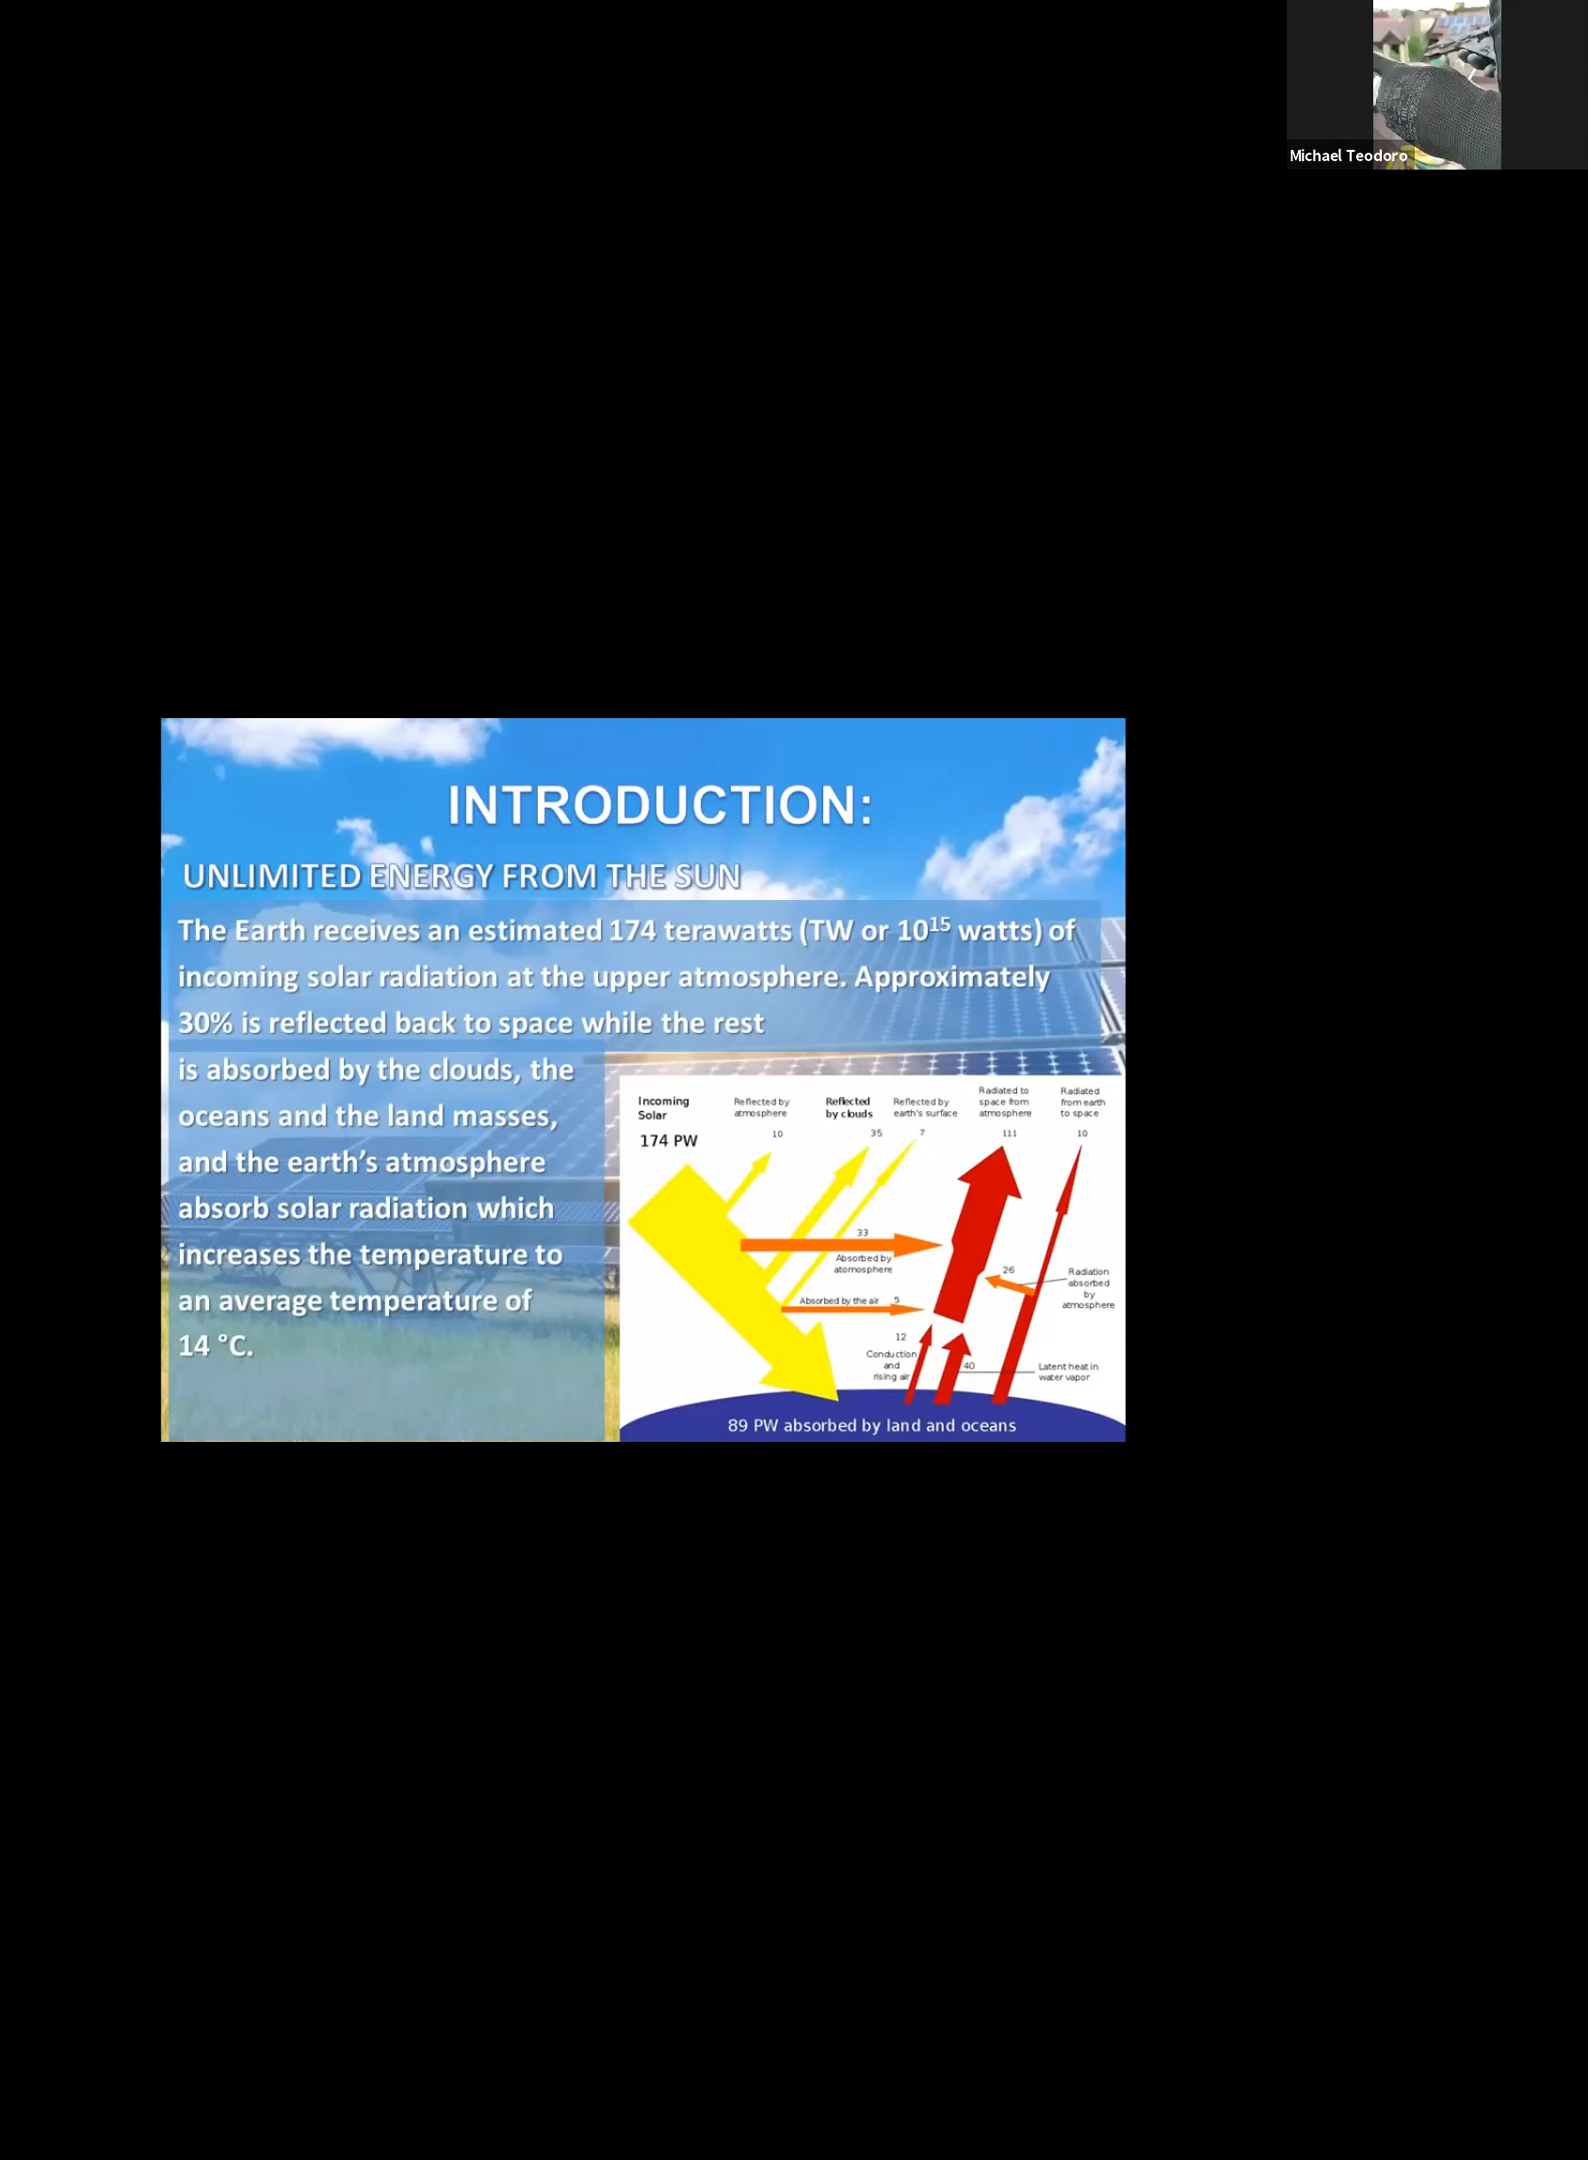 Michael Teodoro
INTRODUCTION:
UNLIMITED ENERGY FROM THE SUN
The Earth receives an estimated 174 terawatts (TW or 10¹⁵ watts) of
incoming solar radiation at the upper atmosphere. Approximately
30% is reflected back to space while the rest
is absorbed by the clouds, the
oceans and the land masses,
and the earth’s atmosphere
absorb solar radiation which
increases the temperature to
an average temperature of
14 °C.
Incoming
Solar
174 PW
Reflected by
atmosphere
10
Reflected
by clouds
35
Reflected by
earth's surface
7
Radiated to
space from
atmosphere
111
Radiated
from earth
to space
10
33
Absorbed by
atomosphere
26
Radiation
absorbed
by
atmosphere
Absorbed by the air 5
12
Conduction
and
rising air
40
Latent heat in
water vapor
89 PW absorbed by land and oceans